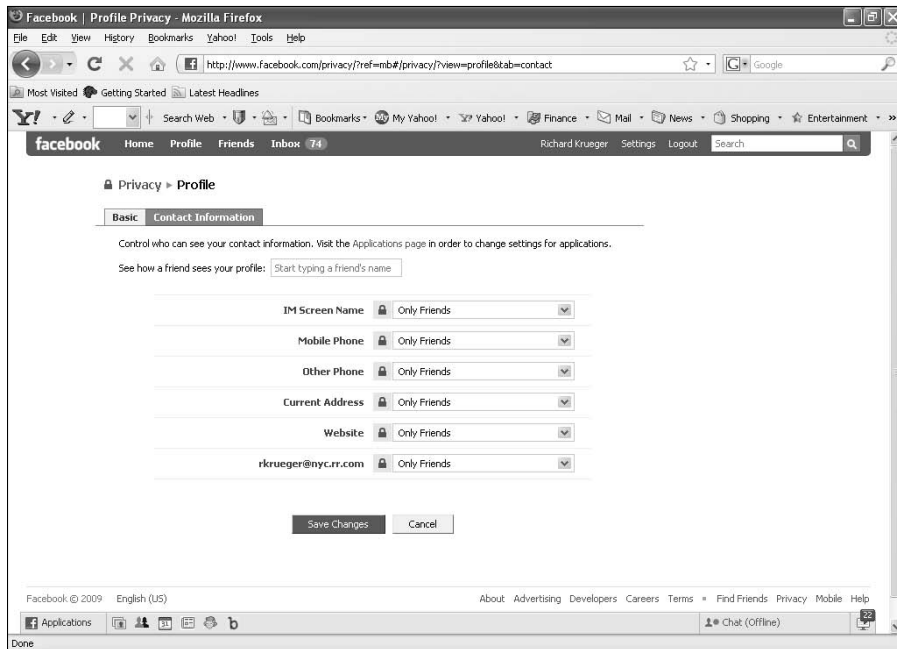 Facebook | Profile Privacy - Mozilla Firefox
File Edit View History Bookmarks Yahoo! Tools Help
http://www.facebook.com/privacy/?ref=mb#/privacy/?view=profile&tab=contact
Google
Most Visited Getting Started Latest Headlines
Y! Search Web Bookmarks My Yahoo! Yahoo! Finance Mail News Shopping Entertainment »
facebook Home Profile Friends Inbox 74 Richard Krueger Settings Logout Search
Privacy ▸ Profile
Basic Contact Information
Control who can see your contact information. Visit the Applications page in order to change settings for applications.
See how a friend sees your profile: Start typing a friend's name
IM Screen Name Only Friends
Mobile Phone Only Friends
Other Phone Only Friends
Current Address Only Friends
Website Only Friends
rkrueger@nyc.rr.com Only Friends
Save Changes Cancel
Facebook © 2009 English (US) About Advertising Developers Careers Terms Find Friends Privacy Mobile Help
Applications 31 b Chat (Offline) 22
Done